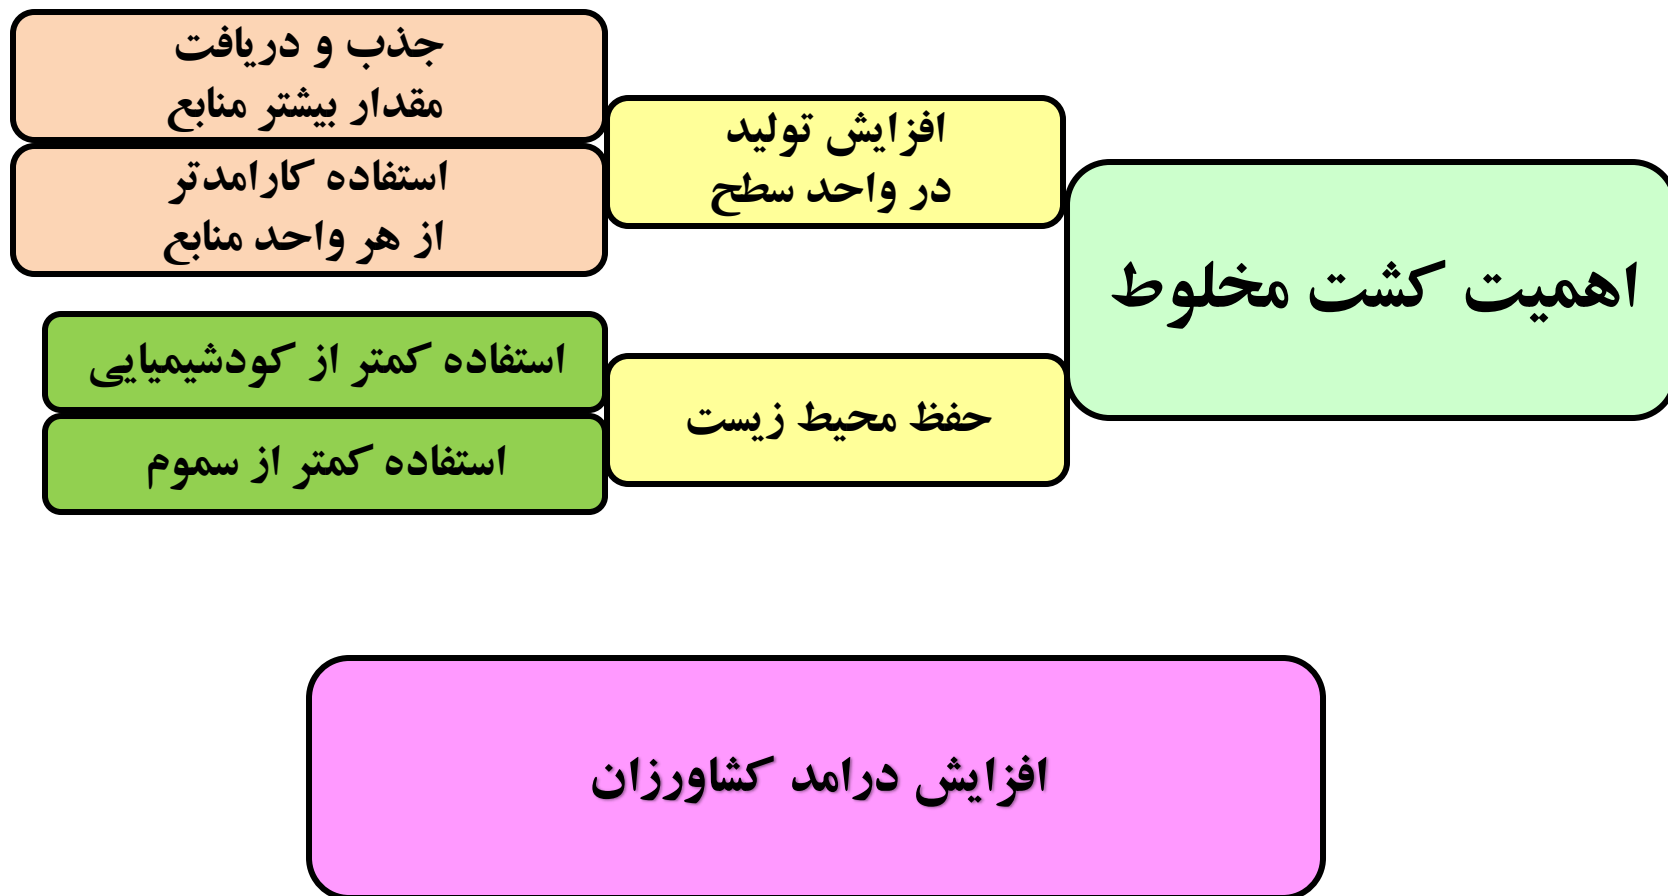 اهمیت کشت مخلوط
افزایش تولید
در واحد سطح
جذب و دریافت
مقدار بیشتر منابع
استفاده کارامدتر
از هر واحد منابع
حفظ محیط زیست
استفاده کمتر از کودشیمیایی
استفاده کمتر از سموم
افزایش درامد کشاورزان